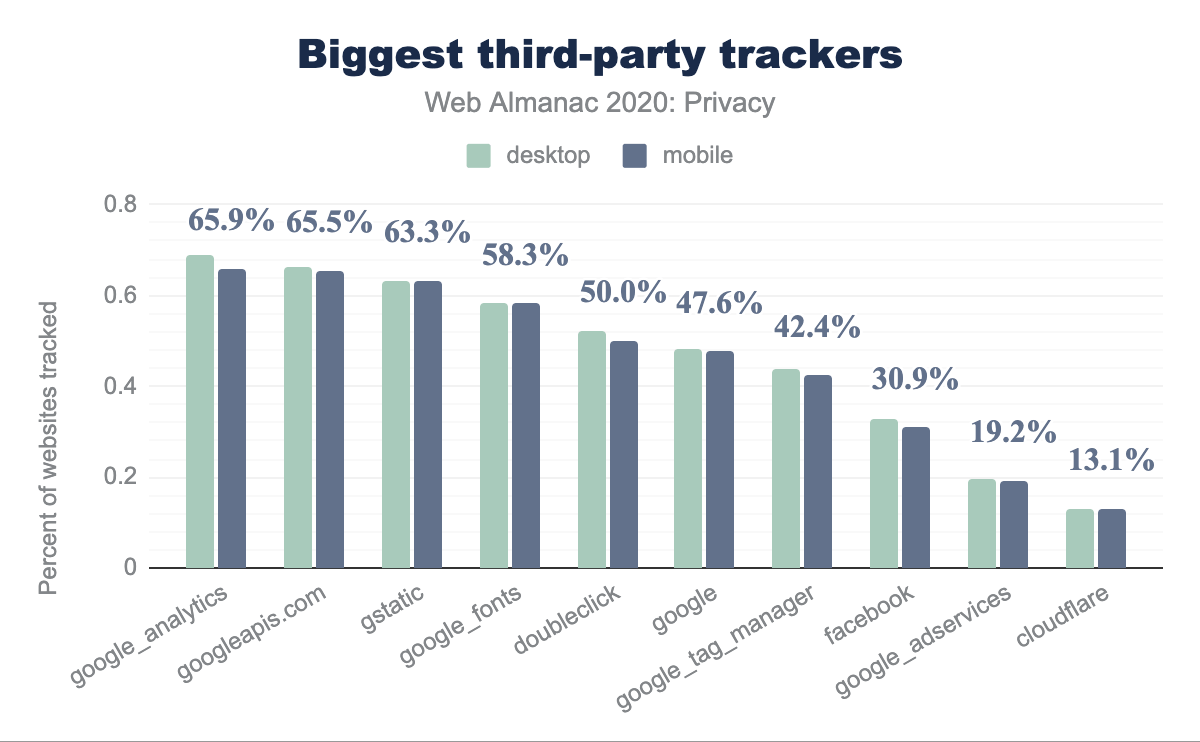 Biggest third-party trackers
Web Almanac 2020: Privacy
desktop
mobile
Percent of websites tracked
0.8
0.6
0.4
0.2
0
65.9%
65.5%
63.3%
58.3%
50.0%
47.6%
42.4%
30.9%
19.2%
13.1%
google_analytics
googleapis.com
gstatic
google_fonts
doubleclick
google
google_tag_manager
facebook
google_adservices
cloudflare